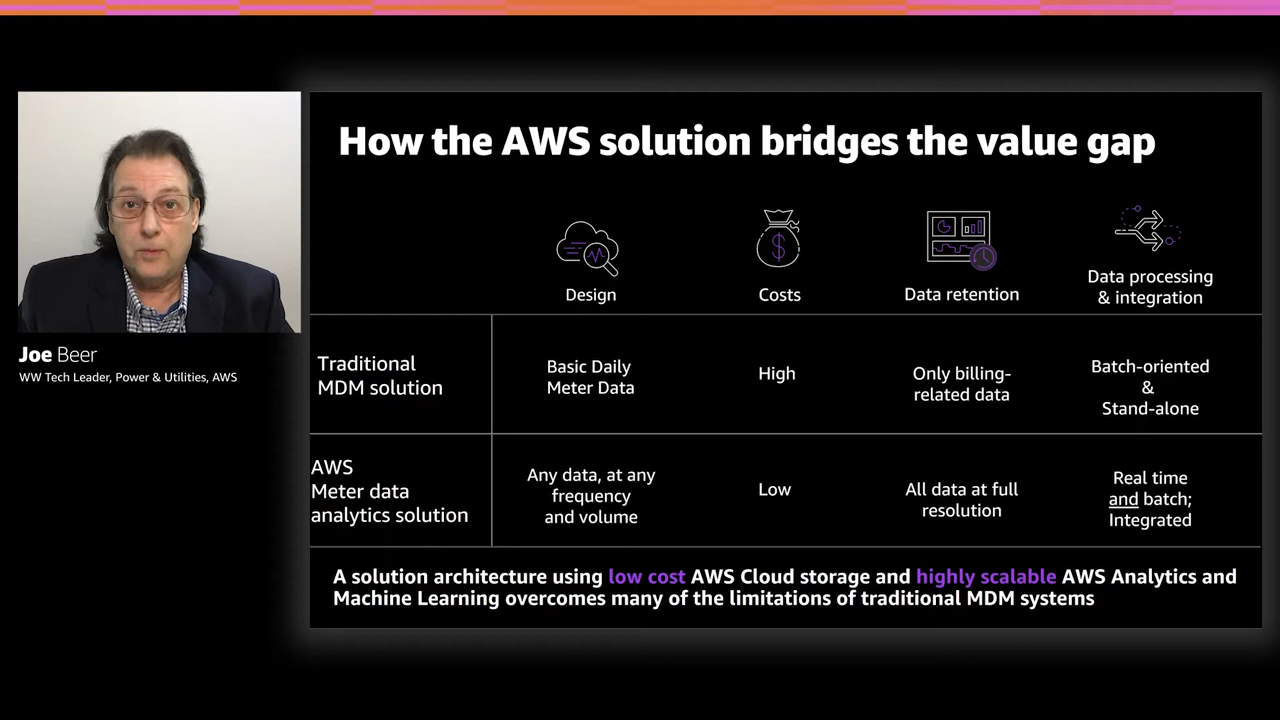 How the AWS solution bridges the value gap
Design
Costs
Data retention
Data processing
& integration
Traditional
MDM solution
Basic Daily
Meter Data
High
Only billing-
related data
Batch-oriented
&
Stand-alone
AWS
Meter data
analytics solution
Any data, at any
frequency
and volume
Low
All data at full
resolution
Real time
and batch;
Integrated
A solution architecture using low cost AWS Cloud storage and highly scalable AWS Analytics and
Machine Learning overcomes many of the limitations of traditional MDM systems
Joe Beer
WW Tech Leader, Power & Utilities, AWS